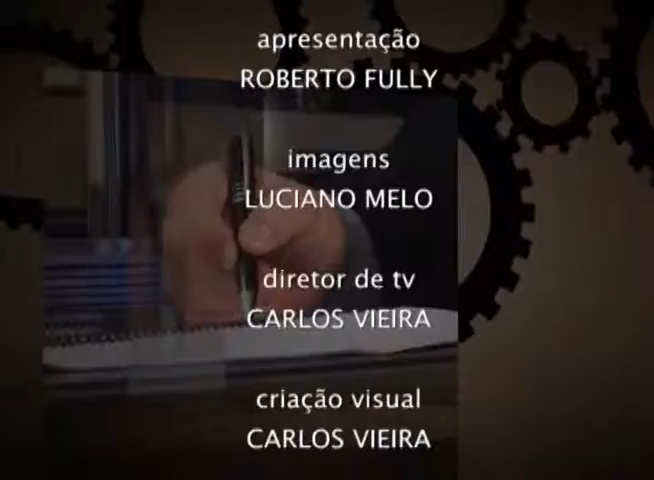 apresentação
ROBERTO FULLY
imagens
LUCIANO MELO
diretor de tv
CARLOS VIEIRA
criação visual
CARLOS VIEIRA